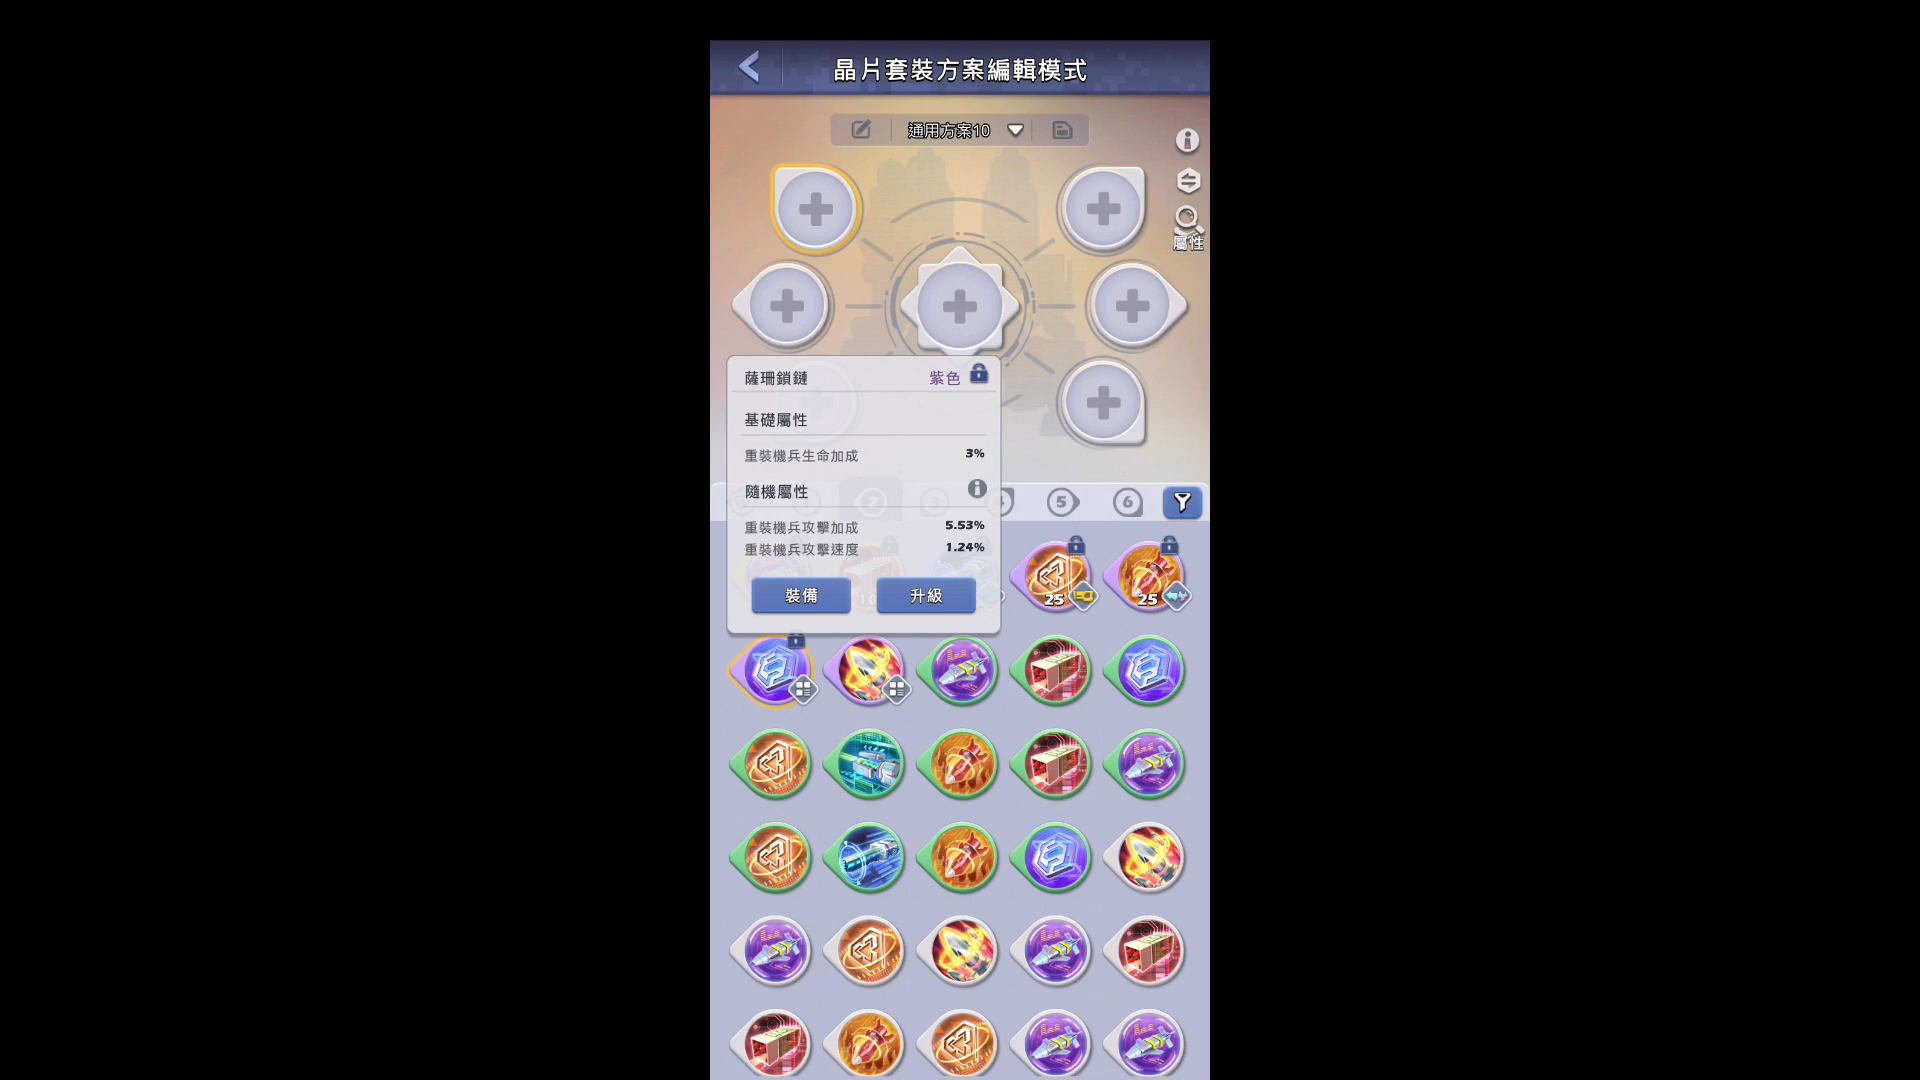 晶片套裝方案編輯模式
通用方案10
屬性
薩珊鎖鏈 紫色
基礎屬性
重裝機兵生命加成 3%
隨機屬性
5 6
重裝機兵攻擊加成 5.53%
重裝機兵攻擊速度 1.24%
裝備 升級
25 25